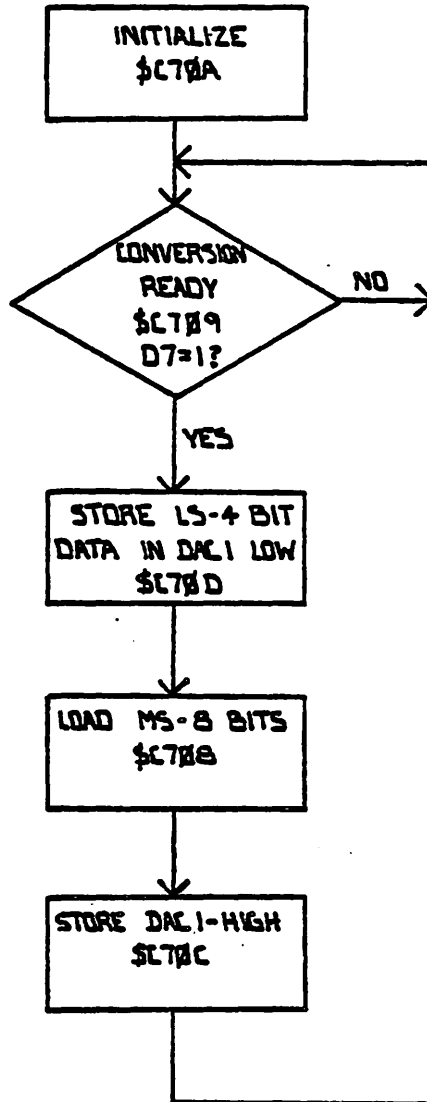 INITIALIZE
$C70A
CONVERSION
READY
$C709
D7=1?
NO
YES
STORE LS-4 BIT
DATA IN DAC1 LOW
$C70D
LOAD MS-8 BITS
$C708
STORE DAC1-HIGH
$C70C